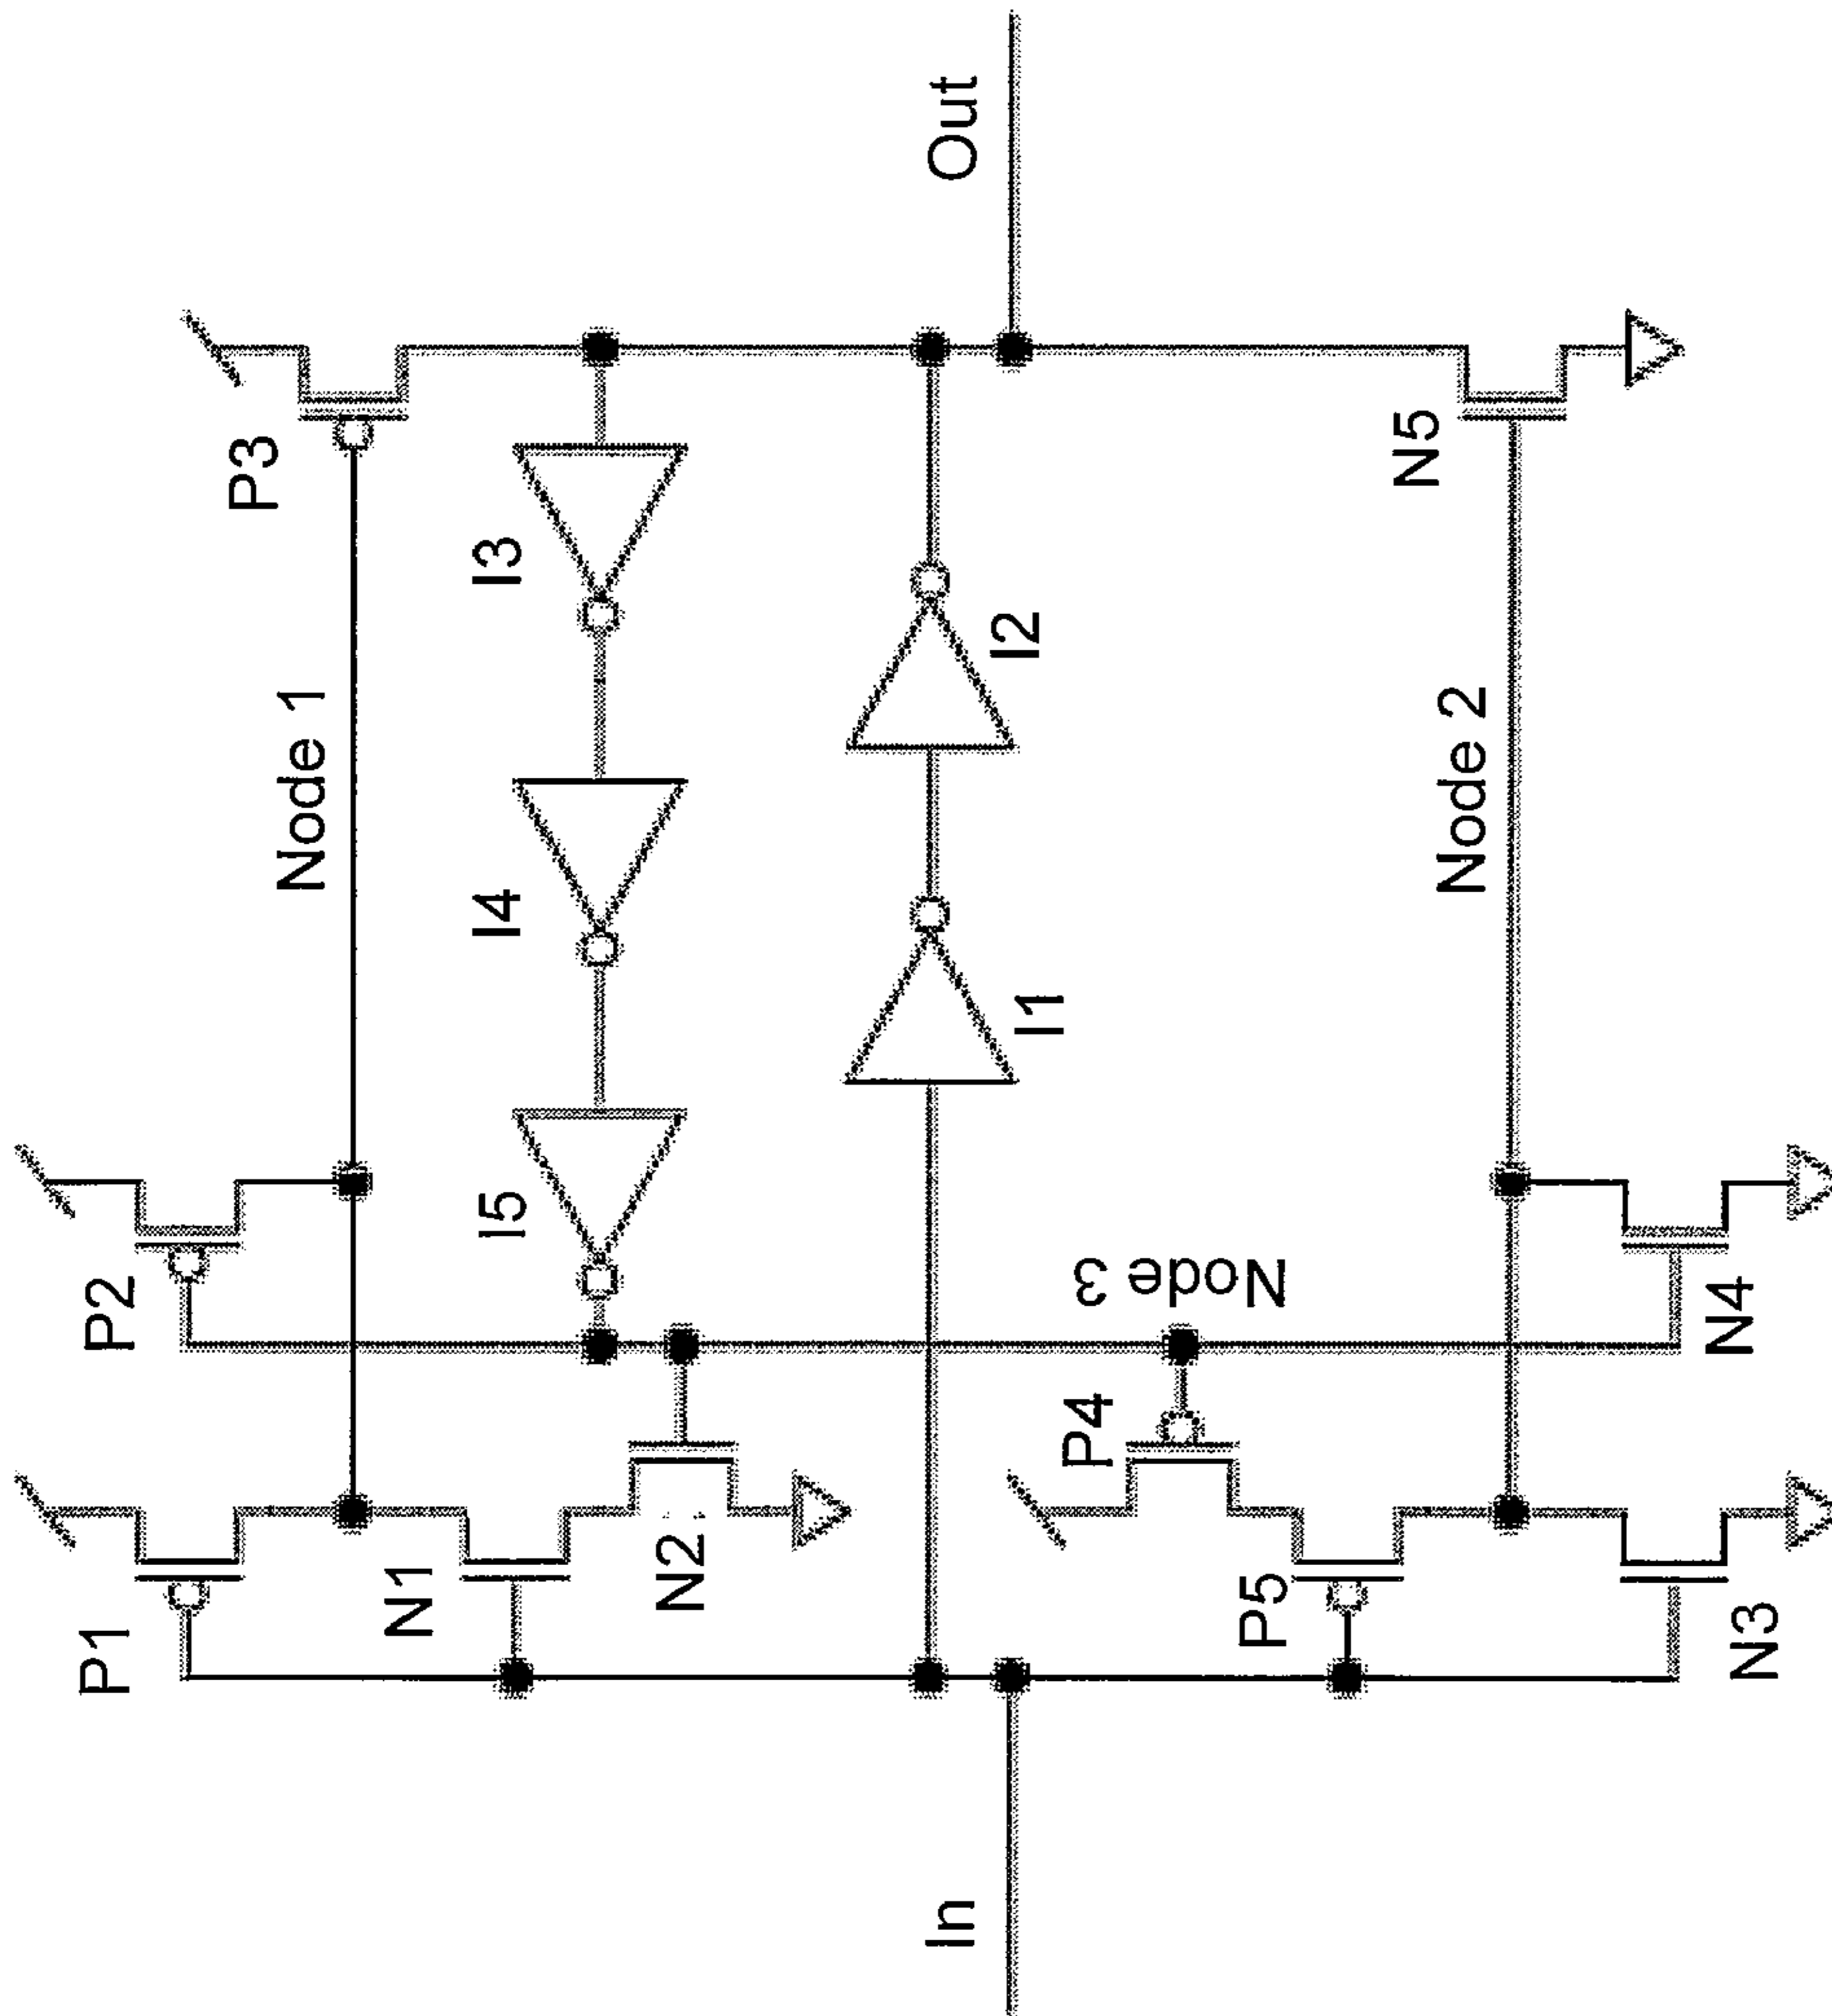 Out
P3
N5
I3
I2
Node 1
Node 2
I4
I1
I5
P2
Node 3
N4
P4
P1
N1
N2
P5
N3
In